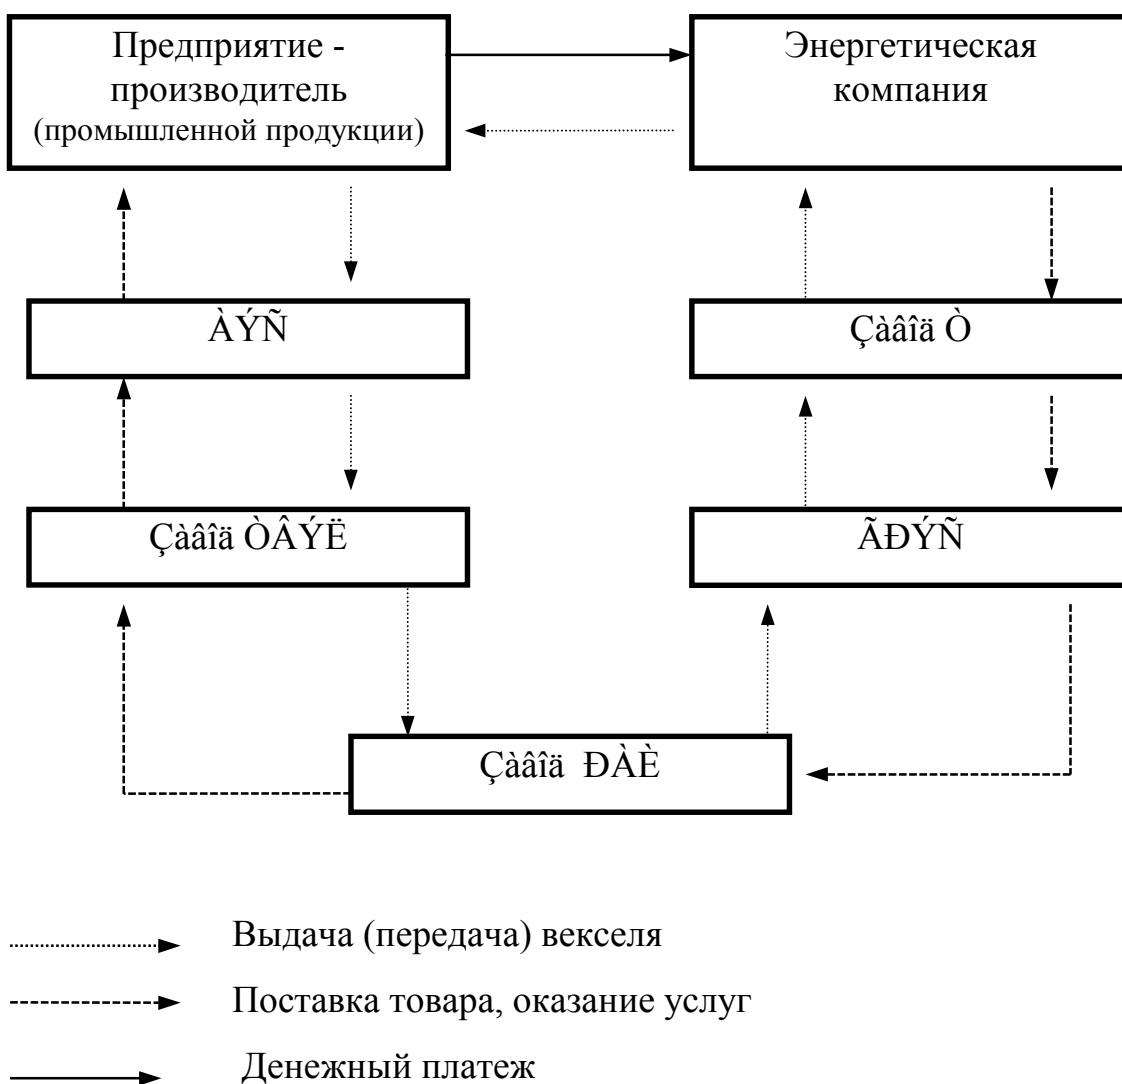 Предприятие -
производитель
(промышленной продукции)
Энергетическая
компания
ÀÝÑ
Çàâîä Ò
Çàâîä ÒÂÝË
ÃÐÝÑ
Çàâîä ÐÀÈ
Выдача (передача) векселя
Поставка товара, оказание услуг
Денежный платеж